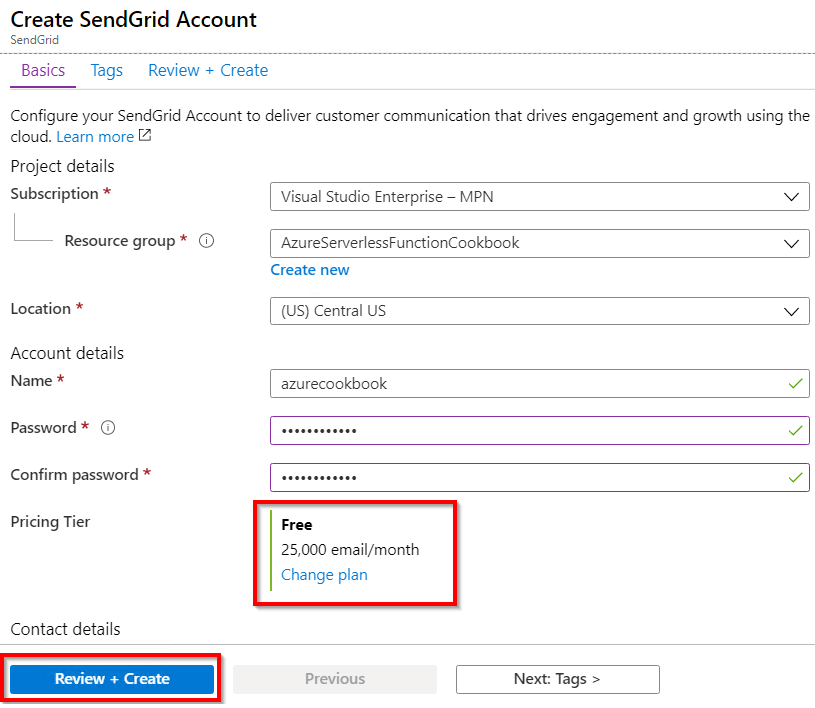 Create SendGrid Account
SendGrid
Basics Tags Review + Create
Configure your SendGrid Account to deliver customer communication that drives engagement and growth using the
cloud. Learn more
Project details
Subscription * Visual Studio Enterprise – MPN
Resource group * AzureServerlessFunctionCookbook
Create new
Location * (US) Central US
Account details
Name * azurecookbook
Password * ••••••••••••
Confirm password * ••••••••••••
Pricing Tier Free
25,000 email/month
Change plan
Contact details
Review + Create Previous Next: Tags >